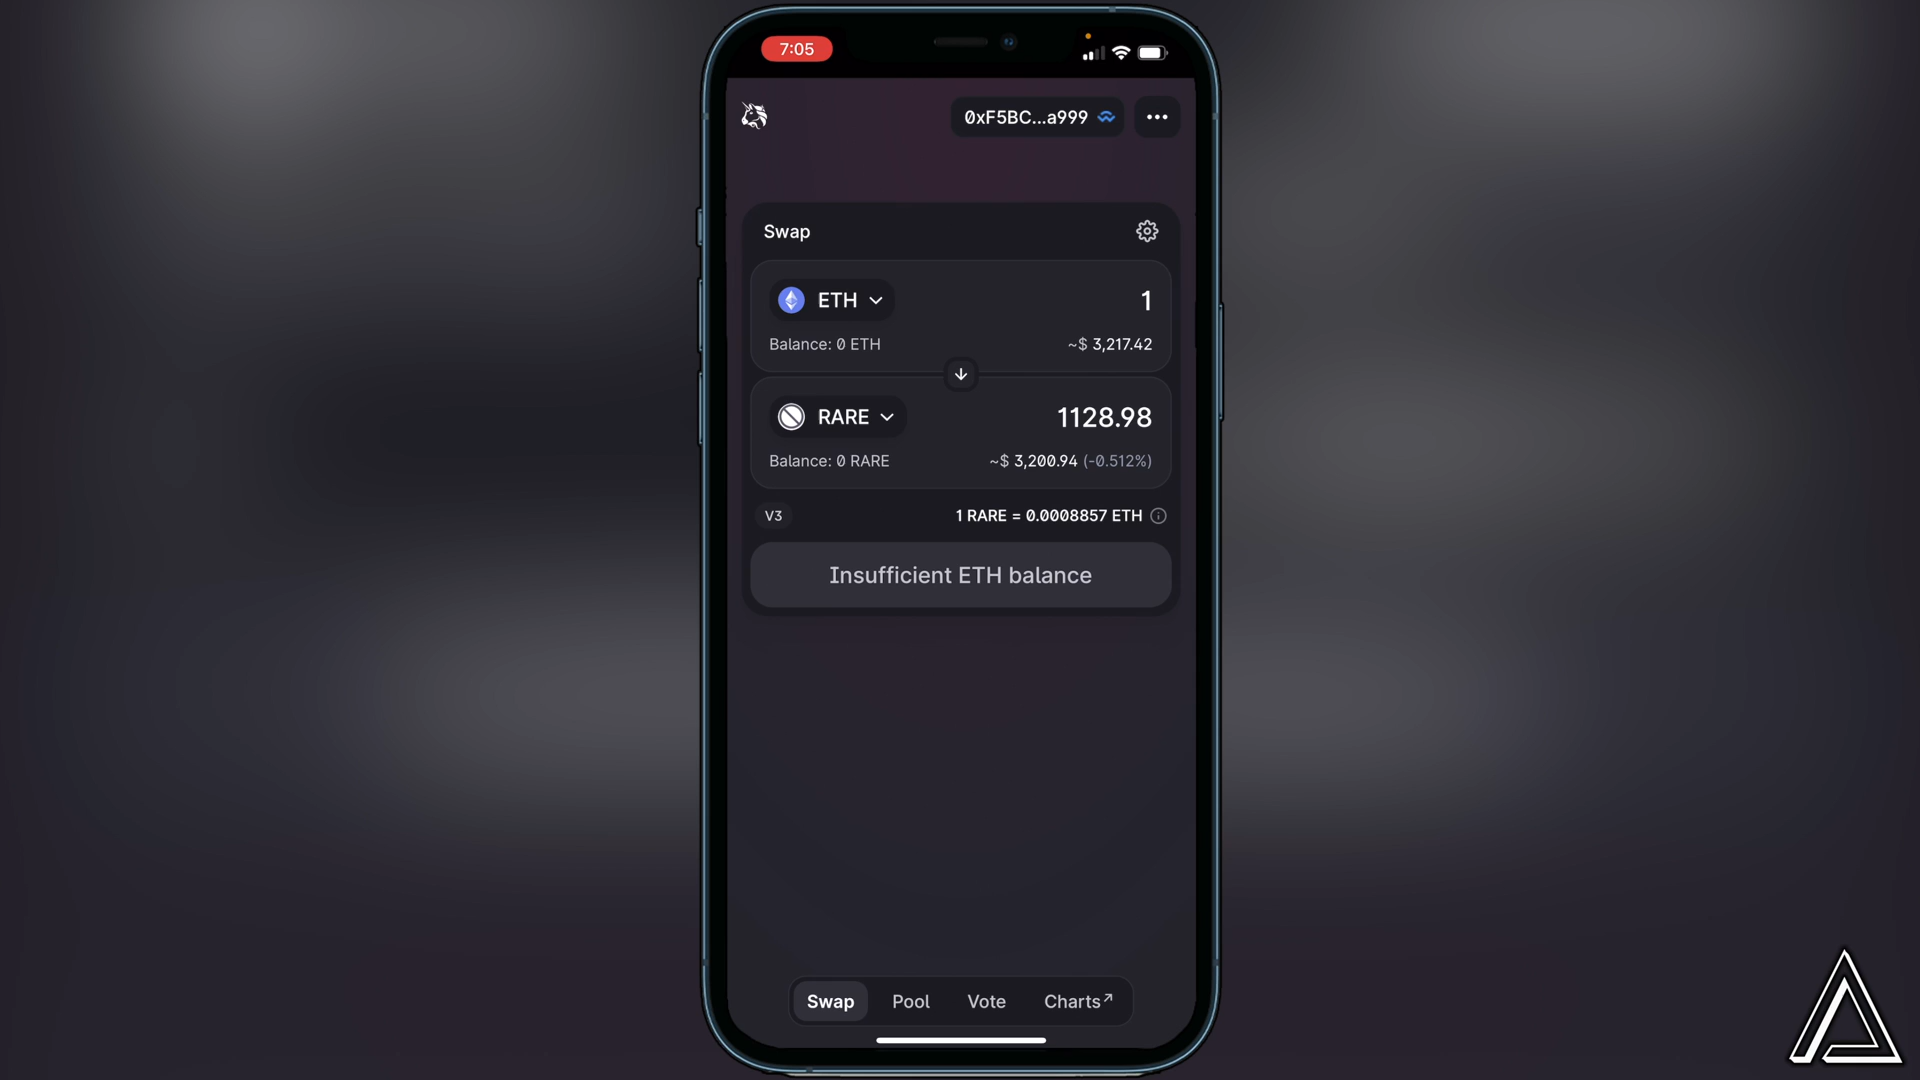 7:05
0xF5BC...a999
Swap
ETH
1
Balance: 0 ETH
~$ 3,217.42
RARE
1128.98
Balance: 0 RARE
~$ 3,200.94 (-0.512%)
V3
1 RARE = 0.0008857 ETH
Insufficient ETH balance
Swap
Pool
Vote
Charts↗